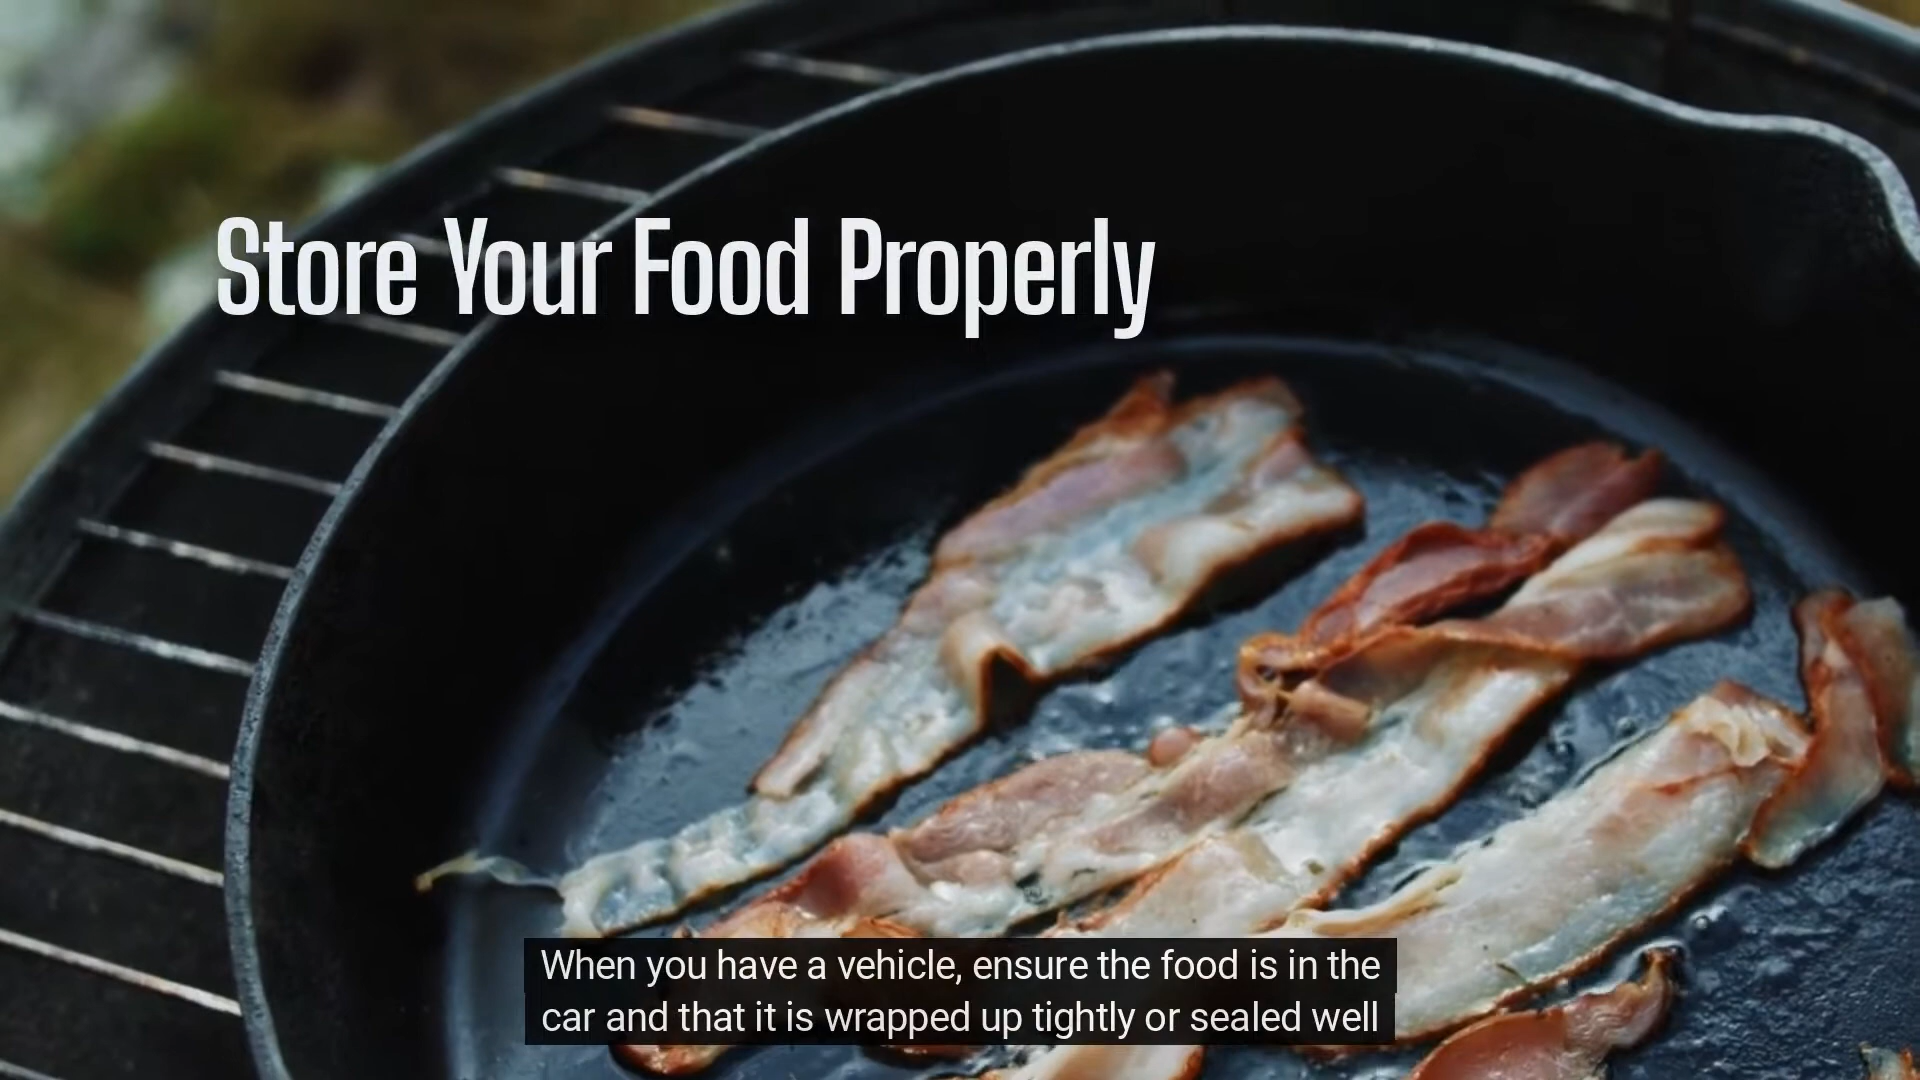 Store Your Food Properly
When you have a vehicle, ensure the food is in the
car and that it is wrapped up tightly or sealed well